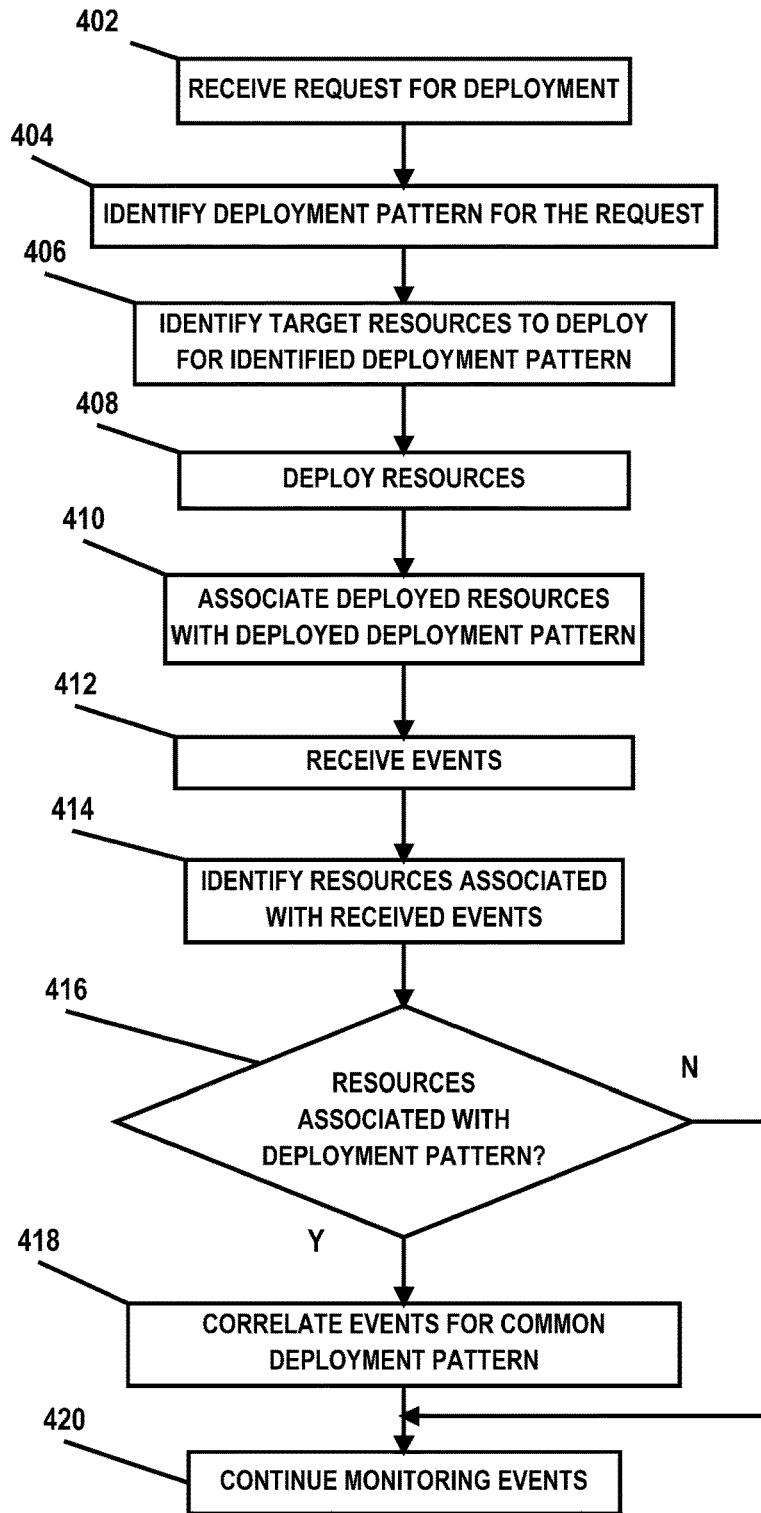 402
RECEIVE REQUEST FOR DEPLOYMENT
404
IDENTIFY DEPLOYMENT PATTERN FOR THE REQUEST
406
IDENTIFY TARGET RESOURCES TO DEPLOY
FOR IDENTIFIED DEPLOYMENT PATTERN
408
DEPLOY RESOURCES
410
ASSOCIATE DEPLOYED RESOURCES
WITH DEPLOYED DEPLOYMENT PATTERN
412
RECEIVE EVENTS
414
IDENTIFY RESOURCES ASSOCIATED
WITH RECEIVED EVENTS
416
RESOURCES
ASSOCIATED WITH
DEPLOYMENT PATTERN?
N
Y
418
CORRELATE EVENTS FOR COMMON
DEPLOYMENT PATTERN
420
CONTINUE MONITORING EVENTS